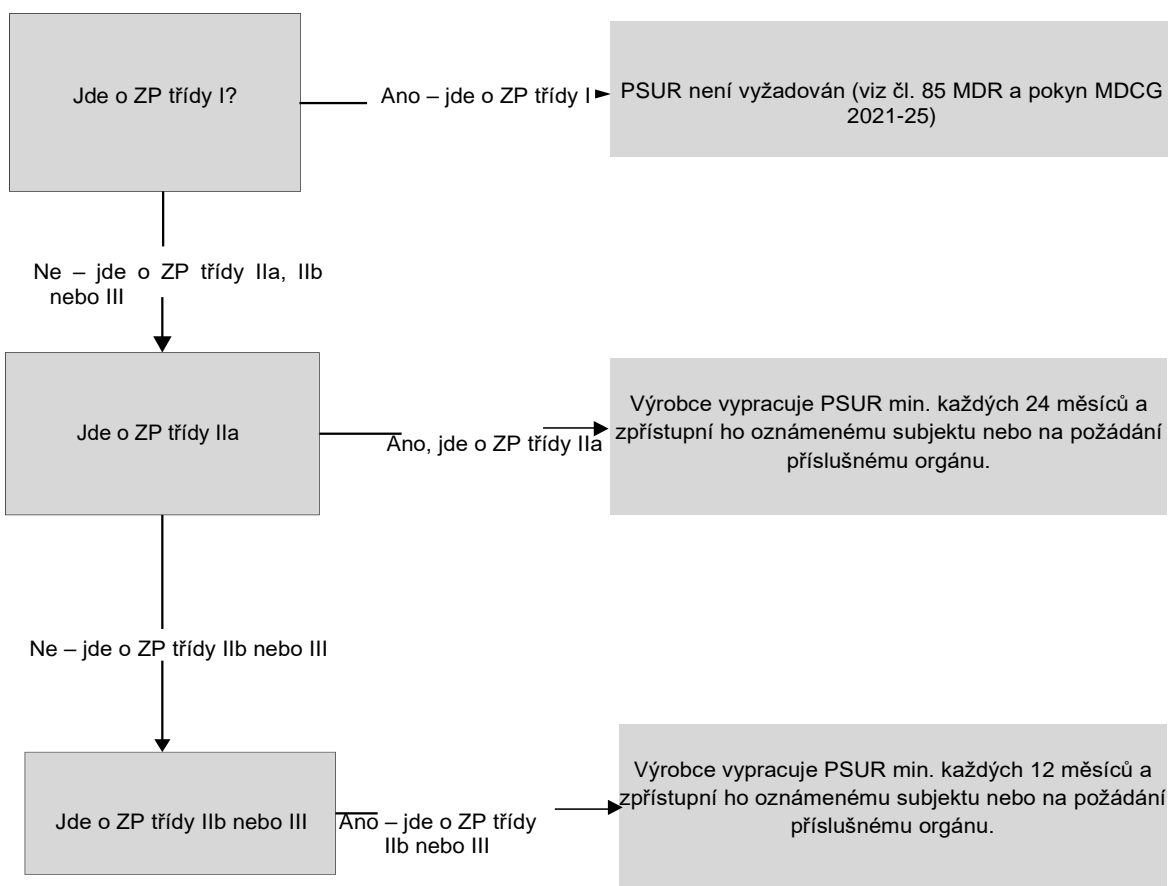 Jde o ZP třídy I?
Ano – jde o ZP třídy I
PSUR není vyžadován (viz čl. 85 MDR a pokyn MDCG
2021-25)
Ne – jde o ZP třídy IIa, IIb
nebo III
Jde o ZP třídy IIa
Ano, jde o ZP třídy IIa
Výrobce vypracuje PSUR min. každých 24 měsíců a
zpřístupní ho oznámenému subjektu nebo na požádání
příslušnému orgánu.
Ne – jde o ZP třídy IIb nebo III
Jde o ZP třídy IIb nebo III
Ano – jde o ZP třídy
IIb nebo III
Výrobce vypracuje PSUR min. každých 12 měsíců a
zpřístupní ho oznámenému subjektu nebo na požádání
příslušnému orgánu.